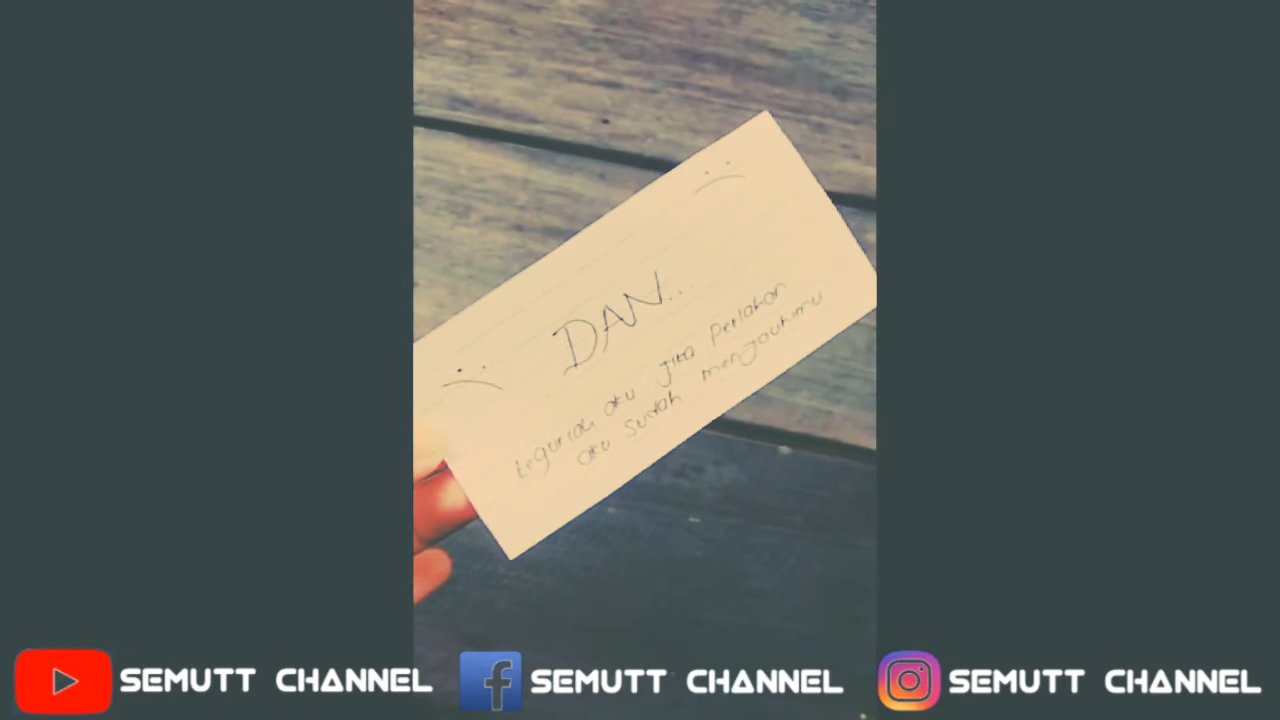 DAN...
tegurlah aku jika perlahan
aku sudah menjauhimu
SEMUTT CHANNEL
SEMUTT CHANNEL
SEMUTT CHANNEL